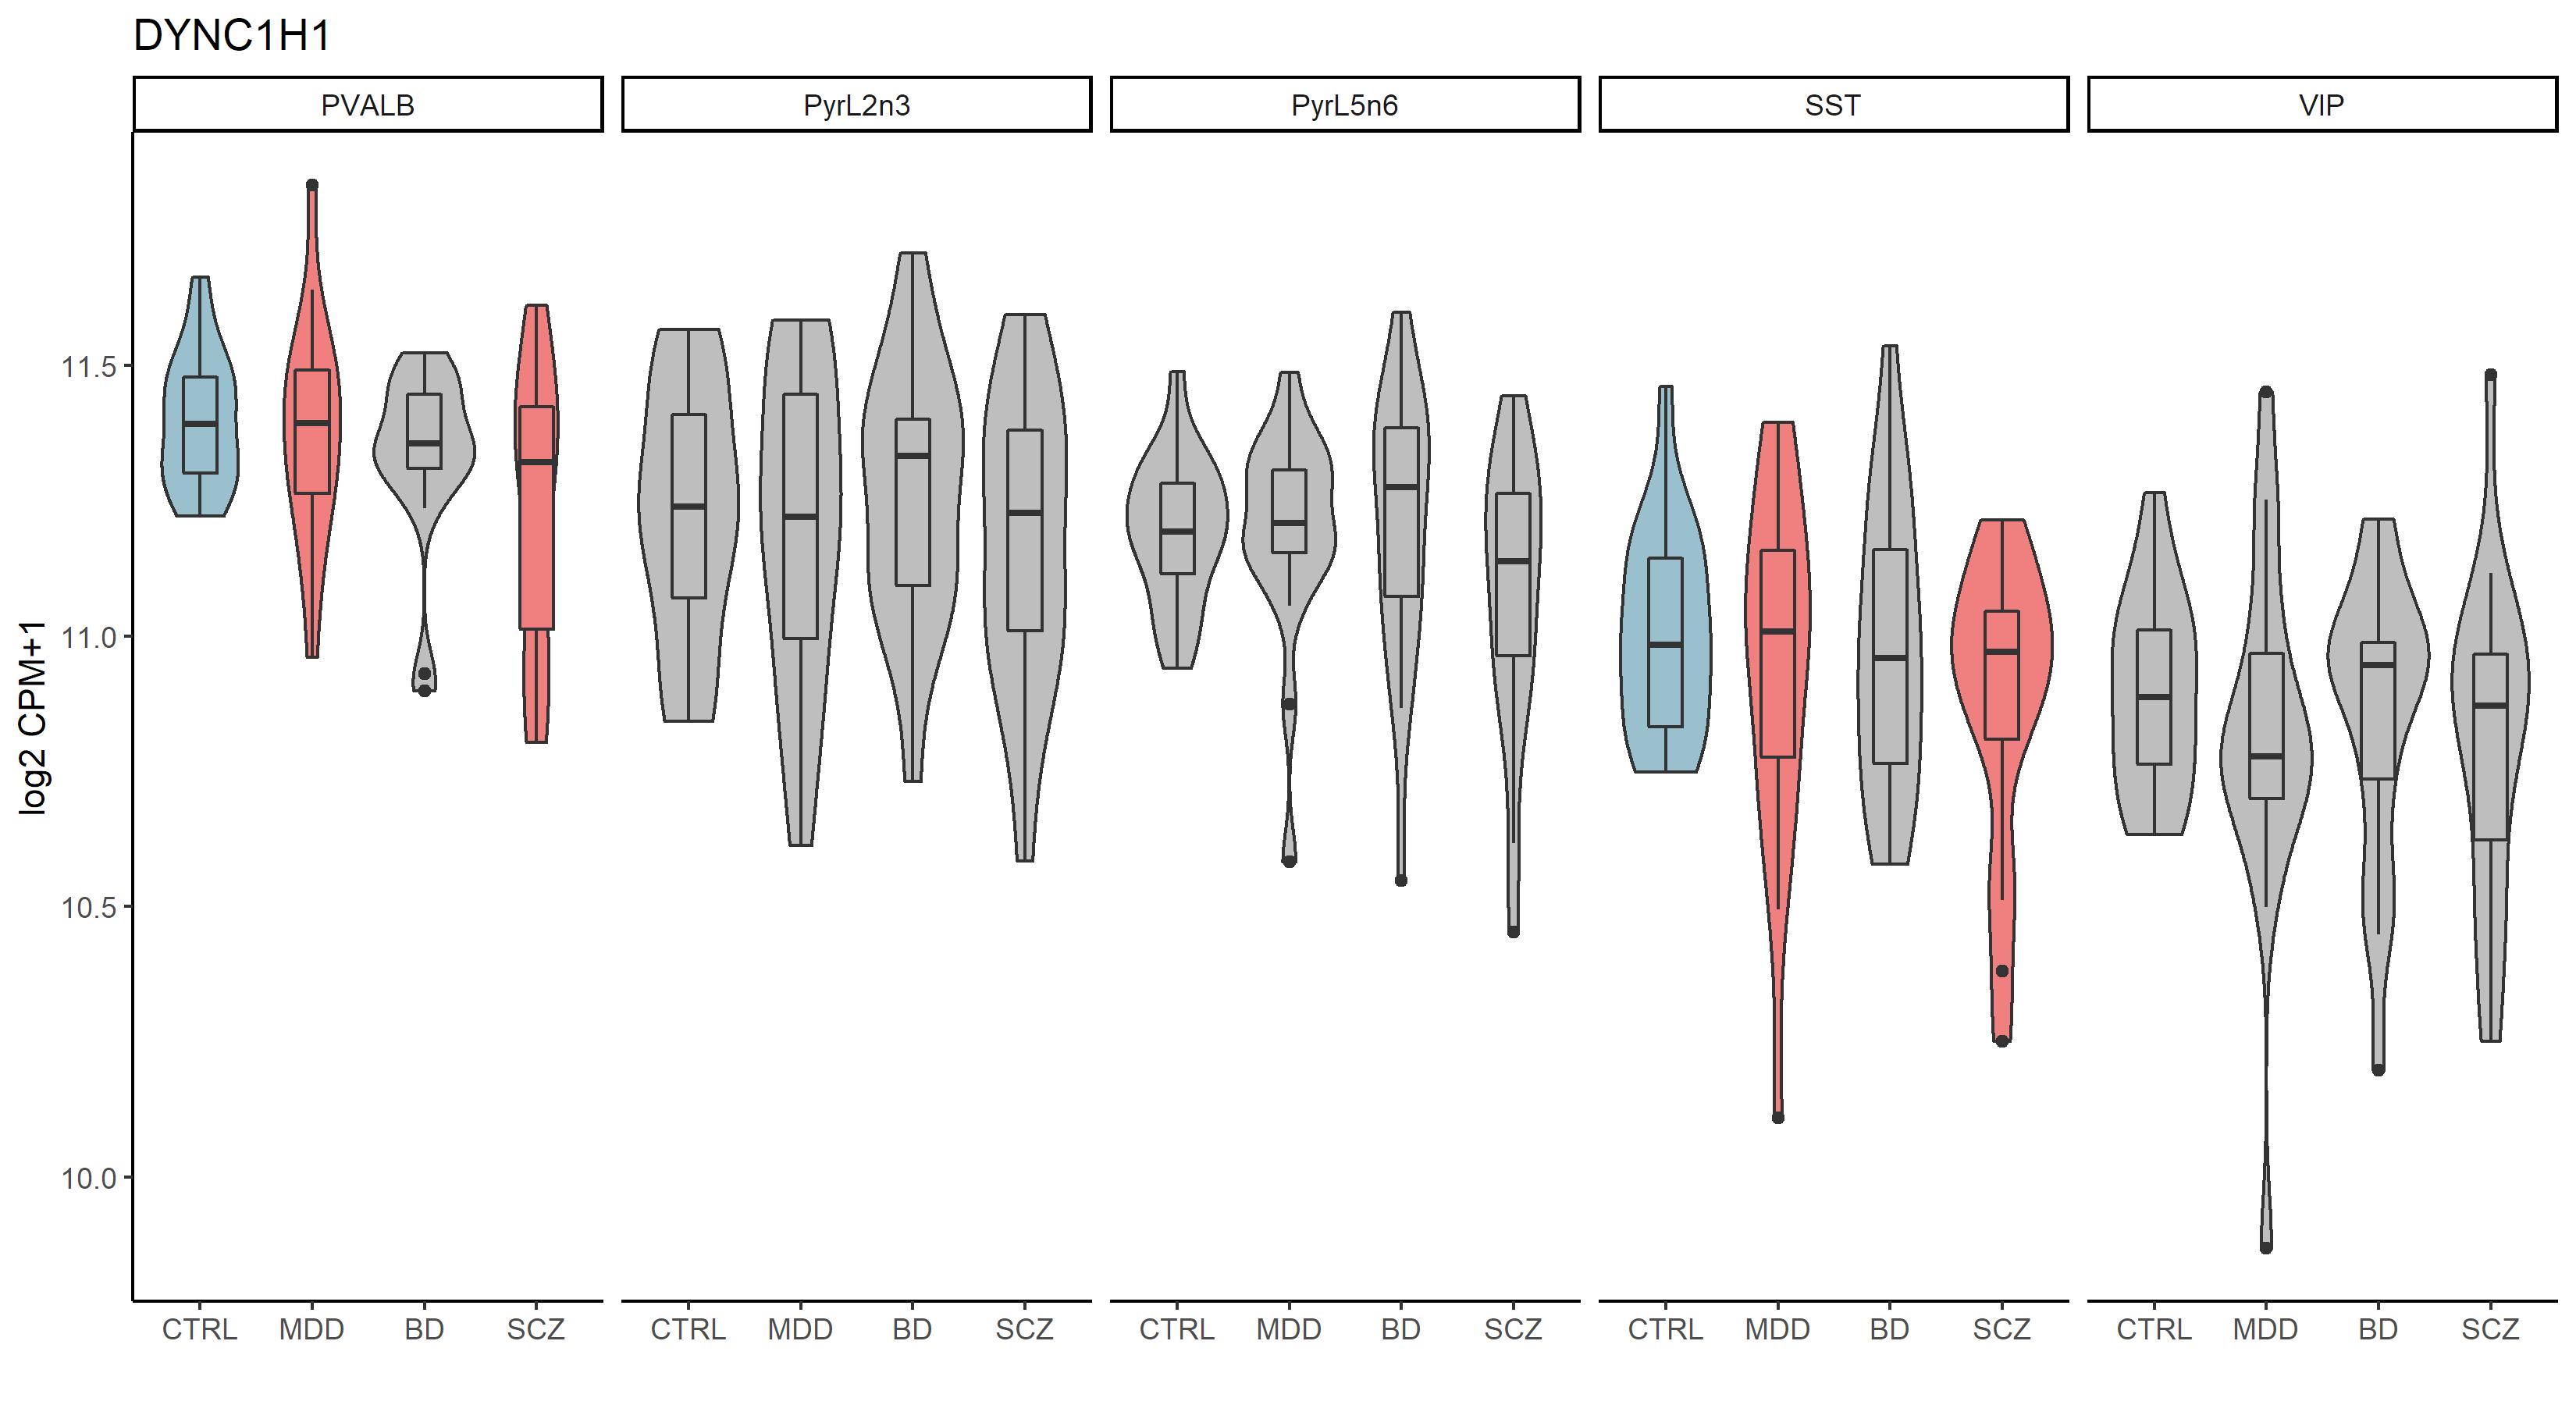 DYNC1H1
PVALB PyrL2n3 PyrL5n6 SST VIP
log2 CPM+1
11.5
11.0
10.5
10.0
CTRL MDD BD SCZ CTRL MDD BD SCZ CTRL MDD BD SCZ CTRL MDD BD SCZ CTRL MDD BD SCZ